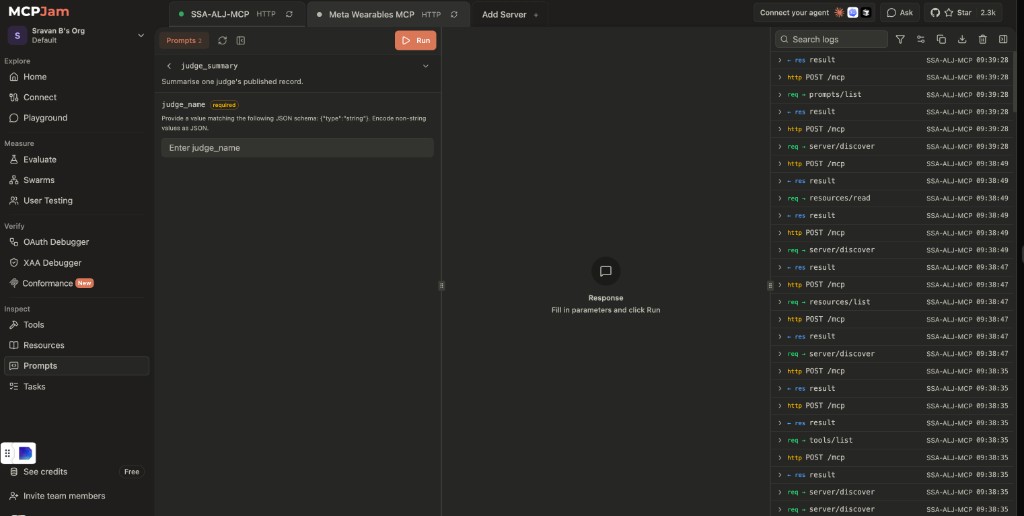 MCPJam
SSA-ALJ-MCP HTTP
Meta Wearables MCP HTTP
Add Server +
Connect your agent
Ask
Star 2.3k
S
Sravan B's Org
Default
Explore
Home
Connect
Playground
Measure
Evaluate
Swarms
User Testing
Verify
OAuth Debugger
XAA Debugger
Conformance New
Inspect
Tools
Resources
Prompts
Tasks
See credits Free
Invite team members
Prompts 2
Run
judge_summary
Summarise one judge's published record.
judge_name required
Provide a value matching the following JSON schema: {"type":"string"}. Encode non-string
values as JSON.
Enter judge_name
Response
Fill in parameters and click Run
Search logs
← res result SSA-ALJ-MCP 09:39:28
http POST /mcp SSA-ALJ-MCP 09:39:28
req → prompts/list SSA-ALJ-MCP 09:39:28
← res result SSA-ALJ-MCP 09:39:28
http POST /mcp SSA-ALJ-MCP 09:39:28
req → server/discover SSA-ALJ-MCP 09:39:28
http POST /mcp SSA-ALJ-MCP 09:38:49
← res result SSA-ALJ-MCP 09:38:49
req → resources/read SSA-ALJ-MCP 09:38:49
← res result SSA-ALJ-MCP 09:38:49
http POST /mcp SSA-ALJ-MCP 09:38:49
req → server/discover SSA-ALJ-MCP 09:38:49
← res result SSA-ALJ-MCP 09:38:47
http POST /mcp SSA-ALJ-MCP 09:38:47
req → resources/list SSA-ALJ-MCP 09:38:47
http POST /mcp SSA-ALJ-MCP 09:38:47
← res result SSA-ALJ-MCP 09:38:47
req → server/discover SSA-ALJ-MCP 09:38:47
http POST /mcp SSA-ALJ-MCP 09:38:35
← res result SSA-ALJ-MCP 09:38:35
http POST /mcp SSA-ALJ-MCP 09:38:35
← res result SSA-ALJ-MCP 09:38:35
req → tools/list SSA-ALJ-MCP 09:38:35
http POST /mcp SSA-ALJ-MCP 09:38:35
← res result SSA-ALJ-MCP 09:38:35
req → server/discover SSA-ALJ-MCP 09:38:35
req → server/discover SSA-ALJ-MCP 09:38:35